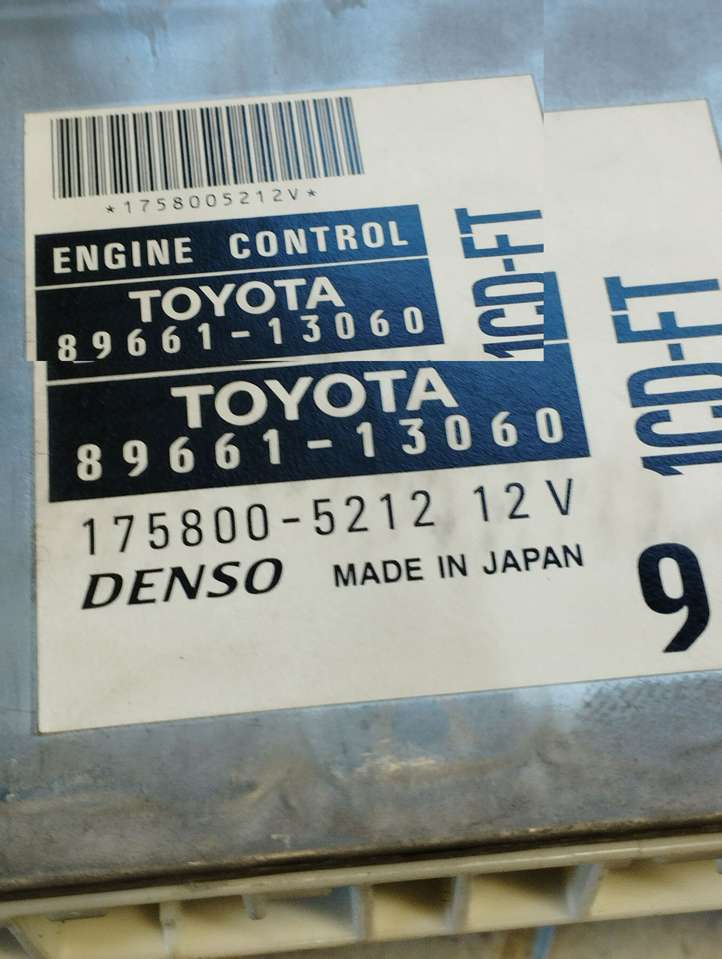 *1758005212V*
ENGINE CONTROL
TOYOTA
89661-13060
1CD-FT
TOYOTA
89661-13060
1CD-FT
175800-5212 12V
DENSO MADE IN JAPAN
9